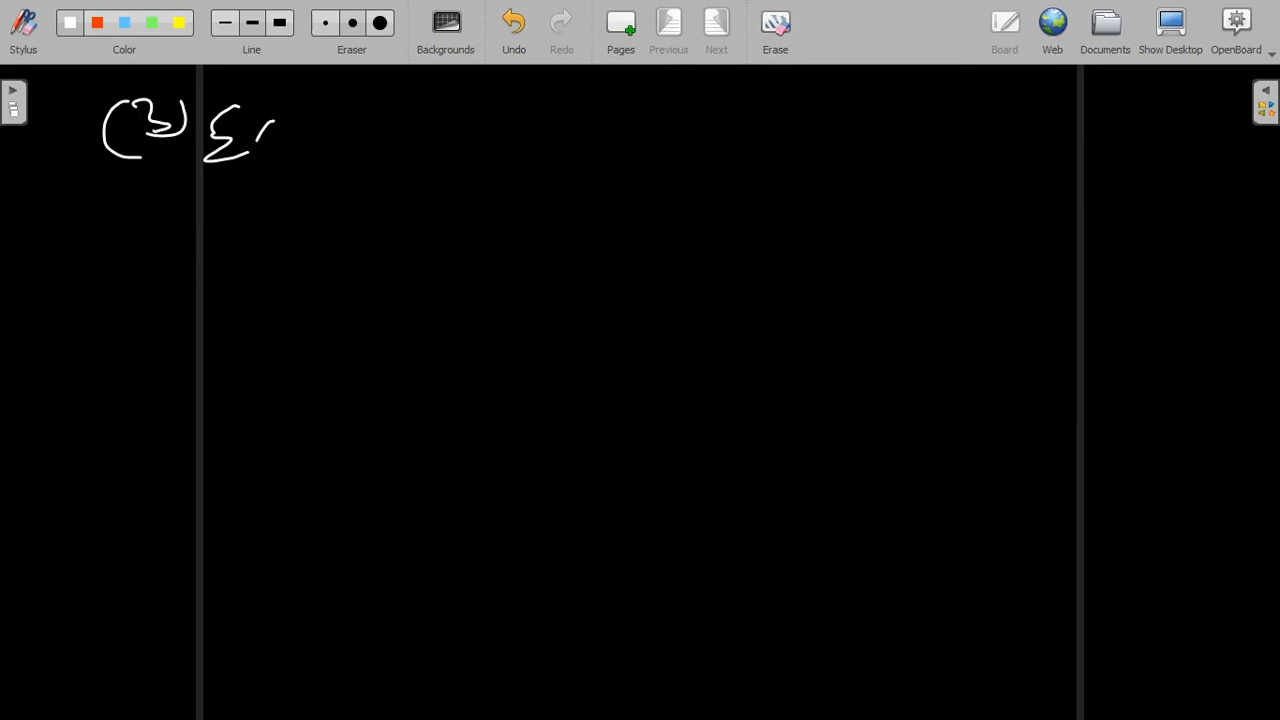 Stylus
Color
Line
Eraser
Backgrounds
Undo
Redo
Pages
Previous
Next
Erase
Board
Web
Documents
Show Desktop
OpenBoard
(3) Σ